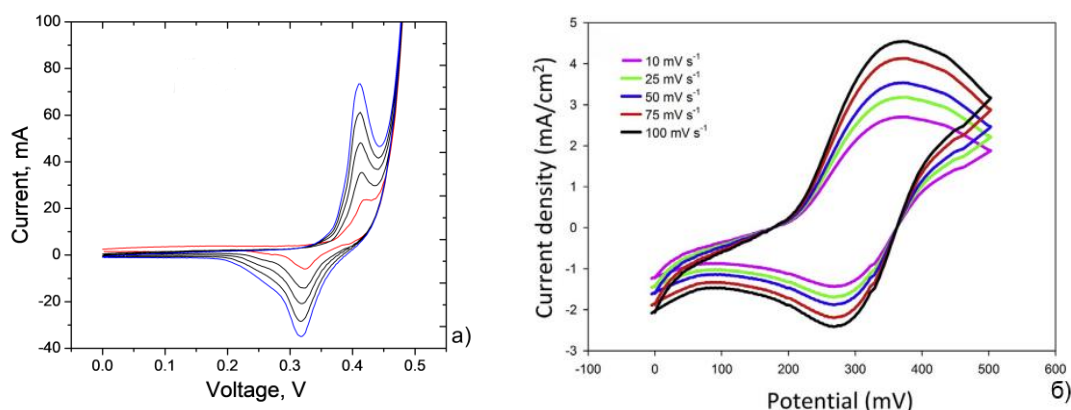 100
80
60
40
20
0
-20
-40
Current, mA
0.0 0.1 0.2 0.3 0.4 0.5
Voltage, V
а)
5
4
3
2
1
0
-1
-2
-3
Current density (mA/cm²)
10 mV s⁻¹
25 mV s⁻¹
50 mV s⁻¹
75 mV s⁻¹
100 mV s⁻¹
-100 0 100 200 300 400 500 600
Potential (mV)
б)